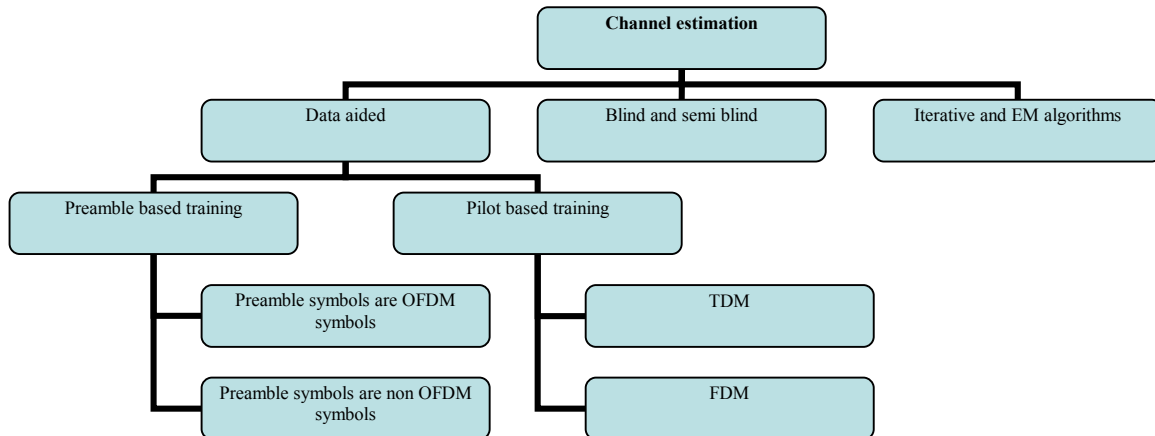 Channel estimation
Data aided
Blind and semi blind
Iterative and EM algorithms
Preamble based training
Pilot based training
Preamble symbols are OFDM
symbols
TDM
Preamble symbols are non OFDM
symbols
FDM